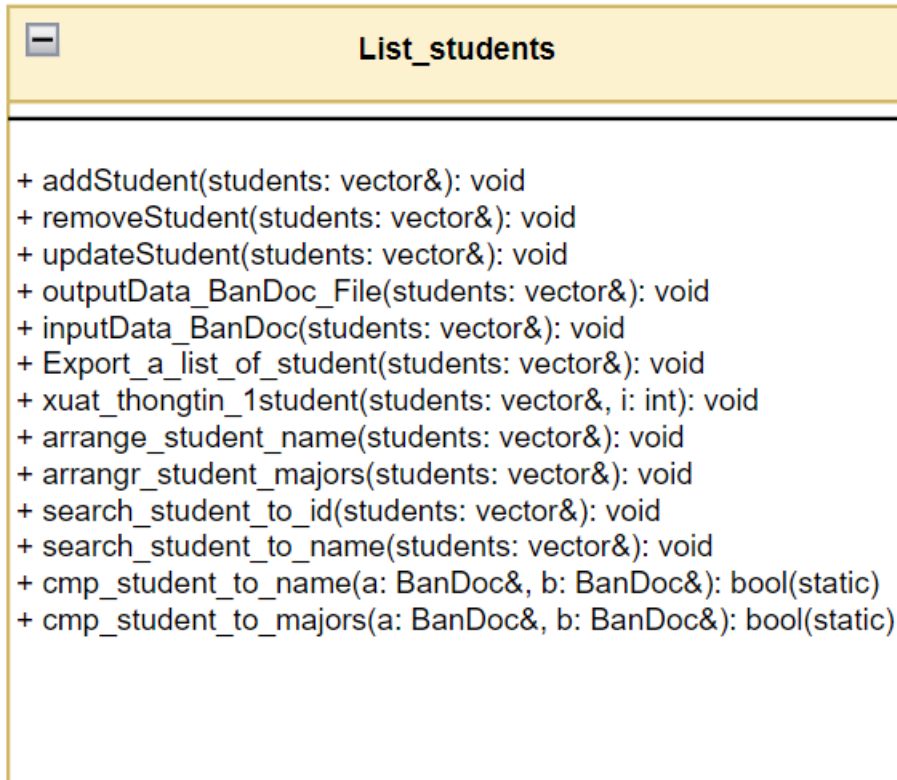 List_students
+ addStudent(students: vector&): void
+ removeStudent(students: vector&): void
+ updateStudent(students: vector&): void
+ outputData_BanDoc_File(students: vector&): void
+ inputData_BanDoc(students: vector&): void
+ Export_a_list_of_student(students: vector&): void
+ xuat_thongtin_1student(students: vector&, i: int): void
+ arrange_student_name(students: vector&): void
+ arrangr_student_majors(students: vector&): void
+ search_student_to_id(students: vector&): void
+ search_student_to_name(students: vector&): void
+ cmp_student_to_name(a: BanDoc&, b: BanDoc&): bool(static)
+ cmp_student_to_majors(a: BanDoc&, b: BanDoc&): bool(static)